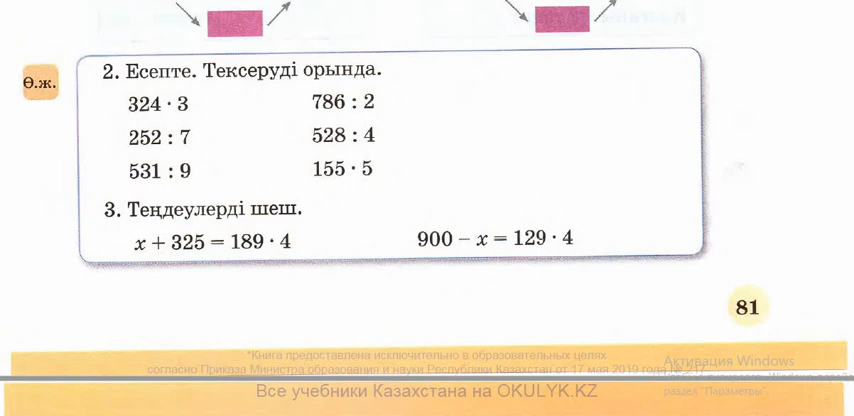 Ө.ж.
2. Есепте. Тексеруді орында.
324 · 3 786 : 2
252 : 7 528 : 4
531 : 9 155 · 5
3. Теңдеулерді шеш.
x + 325 = 189 · 4 900 − x = 129 · 4
81
*Книга предоставлена исключительно в образовательных целях
согласно Приказа Министра образования и науки Республики Казахстан от 17 мая 2019 года № 217
Активация Windows
Все учебники Казахстана на OKULYK.KZ
раздел "Параметры".